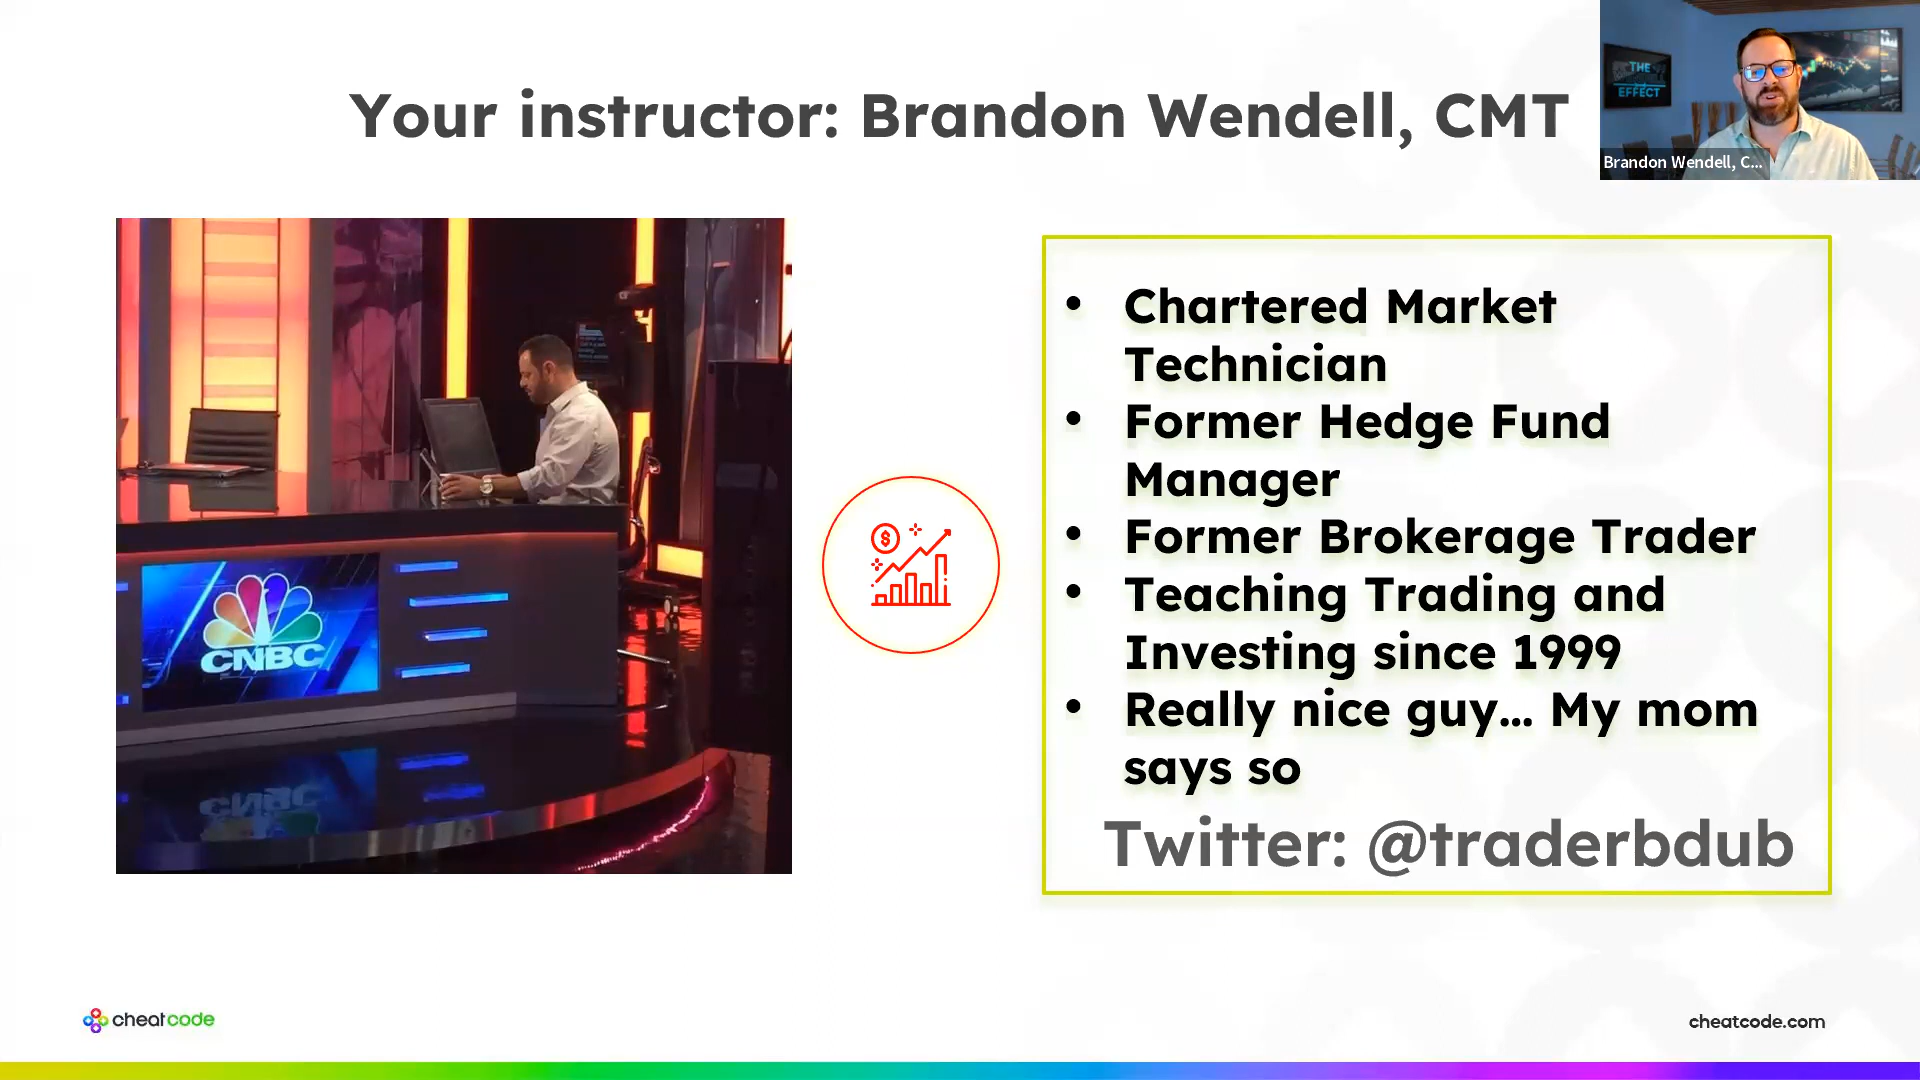 Your instructor: Brandon Wendell, CMT
THE
EFFECT
Brandon Wendell, C...
• Chartered Market
Technician
• Former Hedge Fund
Manager
• Former Brokerage Trader
• Teaching Trading and
Investing since 1999
• Really nice guy... My mom
says so
Twitter: @traderbdub
$
CNBC
cheatcode
cheatcode.com